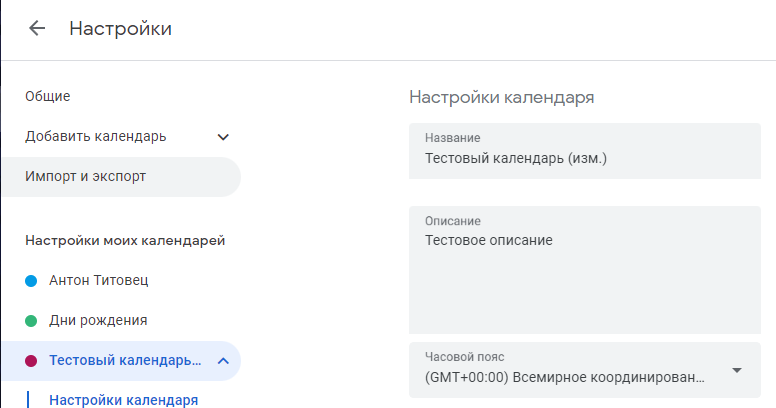 Настройки
Общие
Добавить календарь
Импорт и экспорт
Настройки моих календарей
Антон Титовец
Дни рождения
Тестовый календарь...
Настройки календаря
Настройки календаря
Название
Тестовый календарь (изм.)
Описание
Тестовое описание
Часовой пояс
(GMT+00:00) Всемирное координирован...